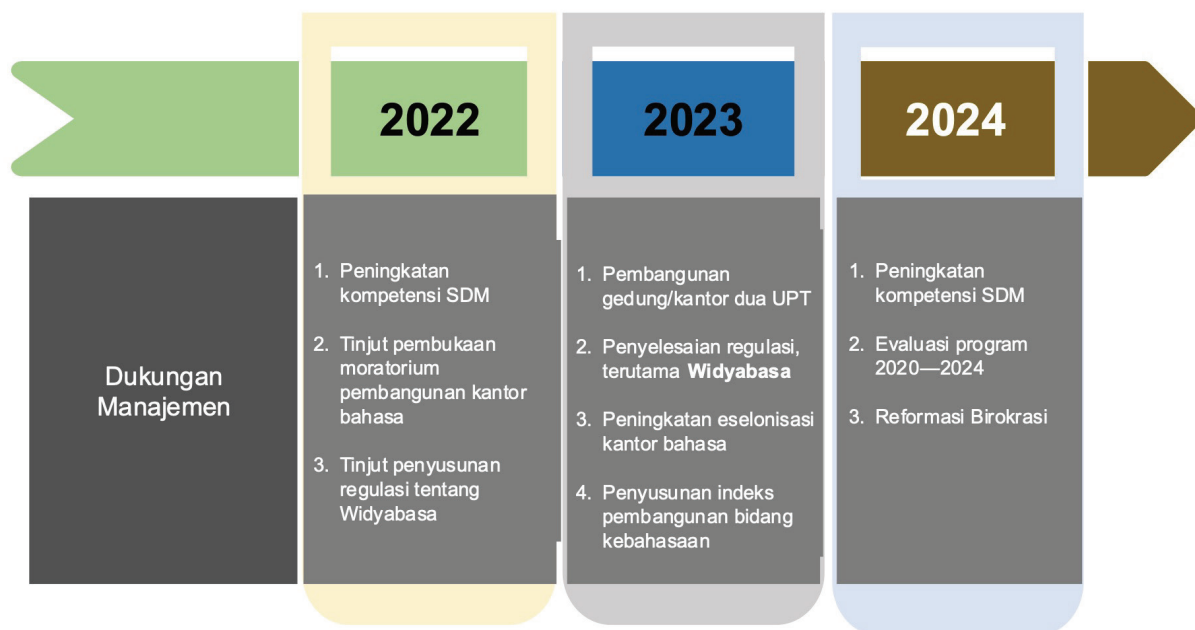 2022
2023
2024
Dukungan
Manajemen
1. Peningkatan
kompetensi SDM
2. Tinjut pembukaan
moratorium
pembangunan kantor
bahasa
3. Tinjut penyusunan
regulasi tentang
Widyabasa
1. Pembangunan
gedung/kantor dua UPT
2. Penyelesaian regulasi,
terutama Widyabasa
3. Peningkatan eselonisasi
kantor bahasa
4. Penyusunan indeks
pembangunan bidang
kebahasaan
1. Peningkatan
kompetensi SDM
2. Evaluasi program
2020—2024
3. Reformasi Birokrasi